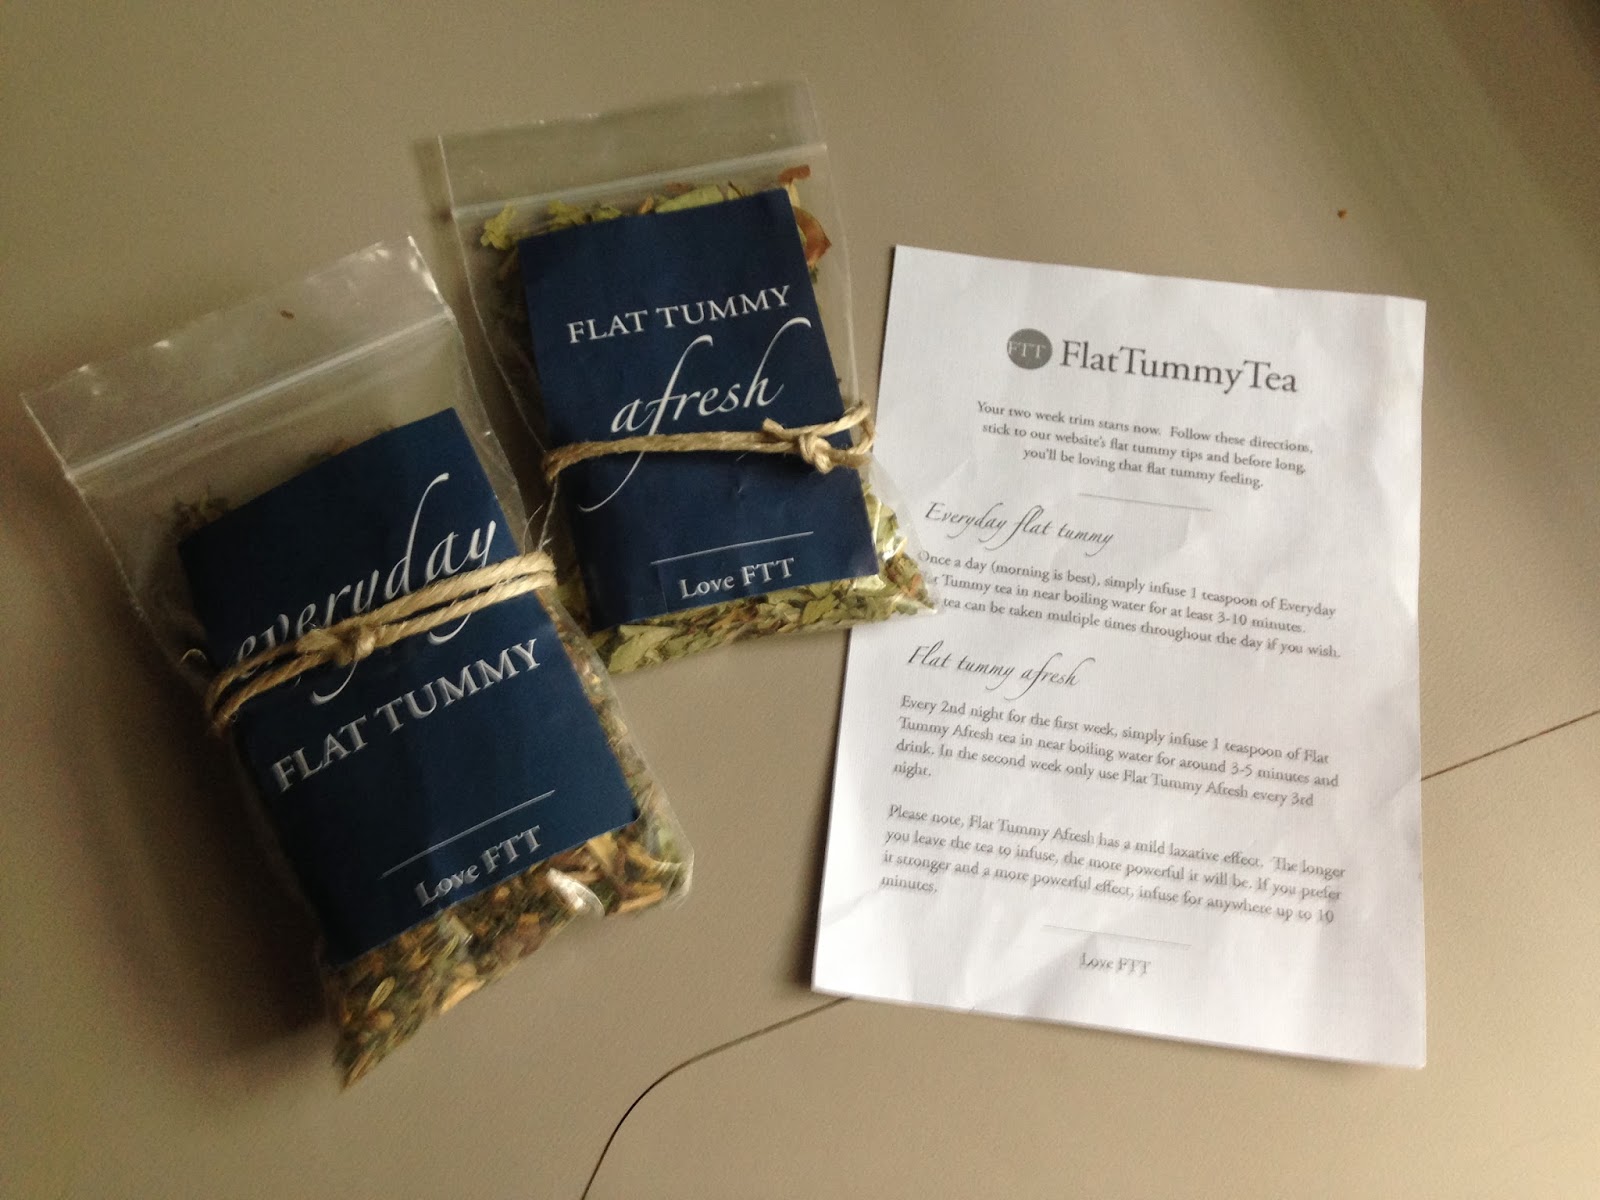 FLAT TUMMY
afresh
Love FTT
everyday
FLAT TUMMY
Love FTT
FTT FlatTummyTea
Your two week trim starts now. Follow these directions,
stick to our website's flat tummy tips and before long,
you'll be loving that flat tummy feeling.
Everyday flat tummy
Once a day (morning is best), simply infuse 1 teaspoon of Everyday
Tummy tea in near boiling water for at least 3-10 minutes.
tea can be taken multiple times throughout the day if you wish.
Flat tummy afresh
Every 2nd night for the first week, simply infuse 1 teaspoon of Flat
Tummy Afresh tea in near boiling water for around 3-5 minutes and
drink. In the second week only use Flat Tummy Afresh every 3rd
night.
Please note, Flat Tummy Afresh has a mild laxative effect. The longer
you leave the tea to infuse, the more powerful it will be. If you prefer
it stronger and a more powerful effect, infuse for anywhere up to 10
minutes.
Love FTT